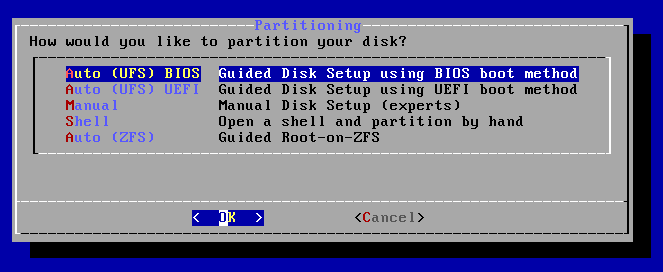 Partitioning
How would you like to partition your disk?
Auto (UFS) BIOS  Guided Disk Setup using BIOS boot method
Auto (UFS) UEFI  Guided Disk Setup using UEFI boot method
Manual  Manual Disk Setup (experts)
Shell  Open a shell and partition by hand
Auto (ZFS)  Guided Root-on-ZFS
<  OK  >  <Cancel>